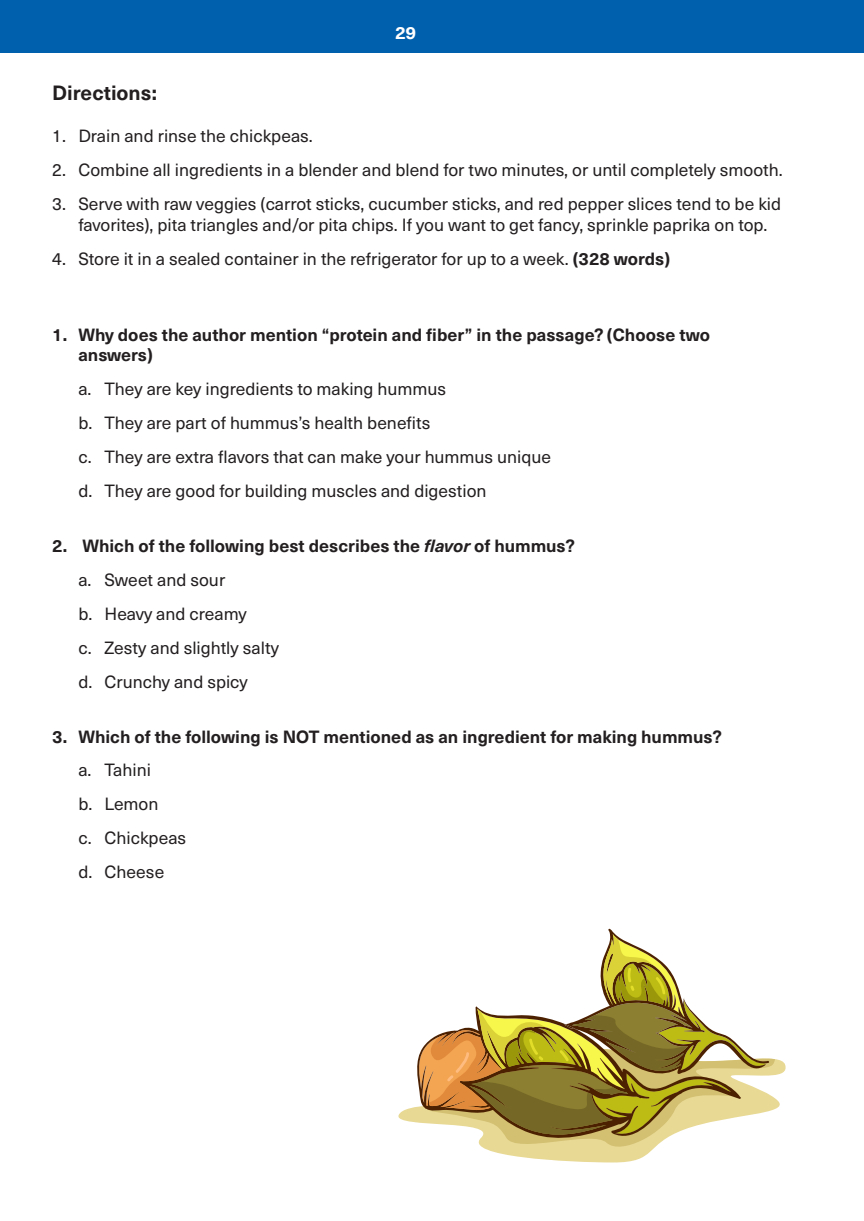 29
Directions:
1. Drain and rinse the chickpeas.
2. Combine all ingredients in a blender and blend for two minutes, or until completely smooth.
3. Serve with raw veggies (carrot sticks, cucumber sticks, and red pepper slices tend to be kid
favorites), pita triangles and/or pita chips. If you want to get fancy, sprinkle paprika on top.
4. Store it in a sealed container in the refrigerator for up to a week. (328 words)
1. Why does the author mention “protein and fiber” in the passage? (Choose two
answers)
a. They are key ingredients to making hummus
b. They are part of hummus’s health benefits
c. They are extra flavors that can make your hummus unique
d. They are good for building muscles and digestion
2. Which of the following best describes the flavor of hummus?
a. Sweet and sour
b. Heavy and creamy
c. Zesty and slightly salty
d. Crunchy and spicy
3. Which of the following is NOT mentioned as an ingredient for making hummus?
a. Tahini
b. Lemon
c. Chickpeas
d. Cheese